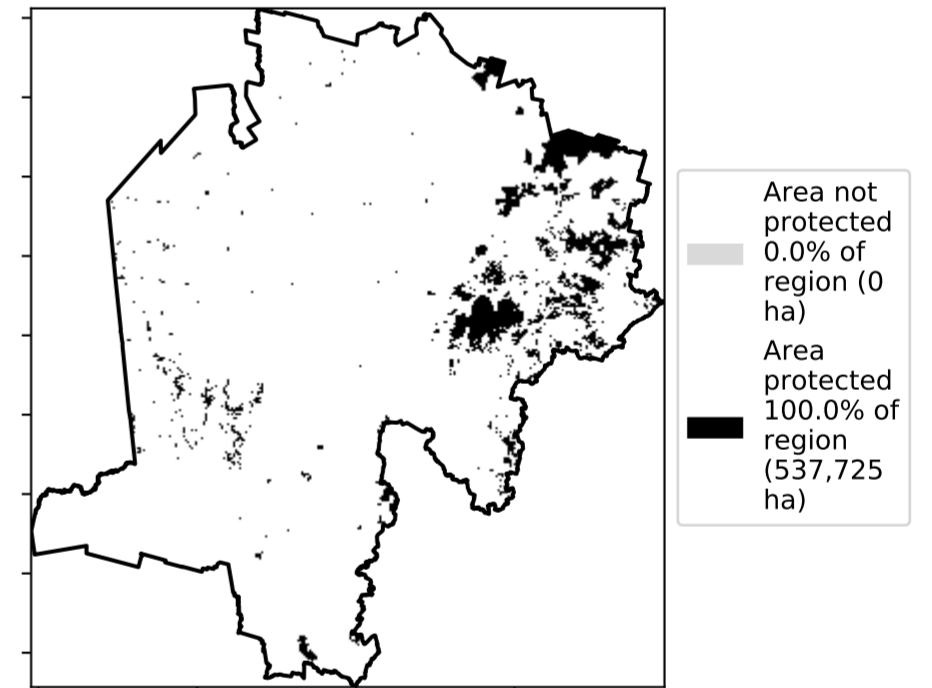 Area not
protected
0.0% of
region (0
ha)
Area
protected
100.0% of
region
(537,725
ha)